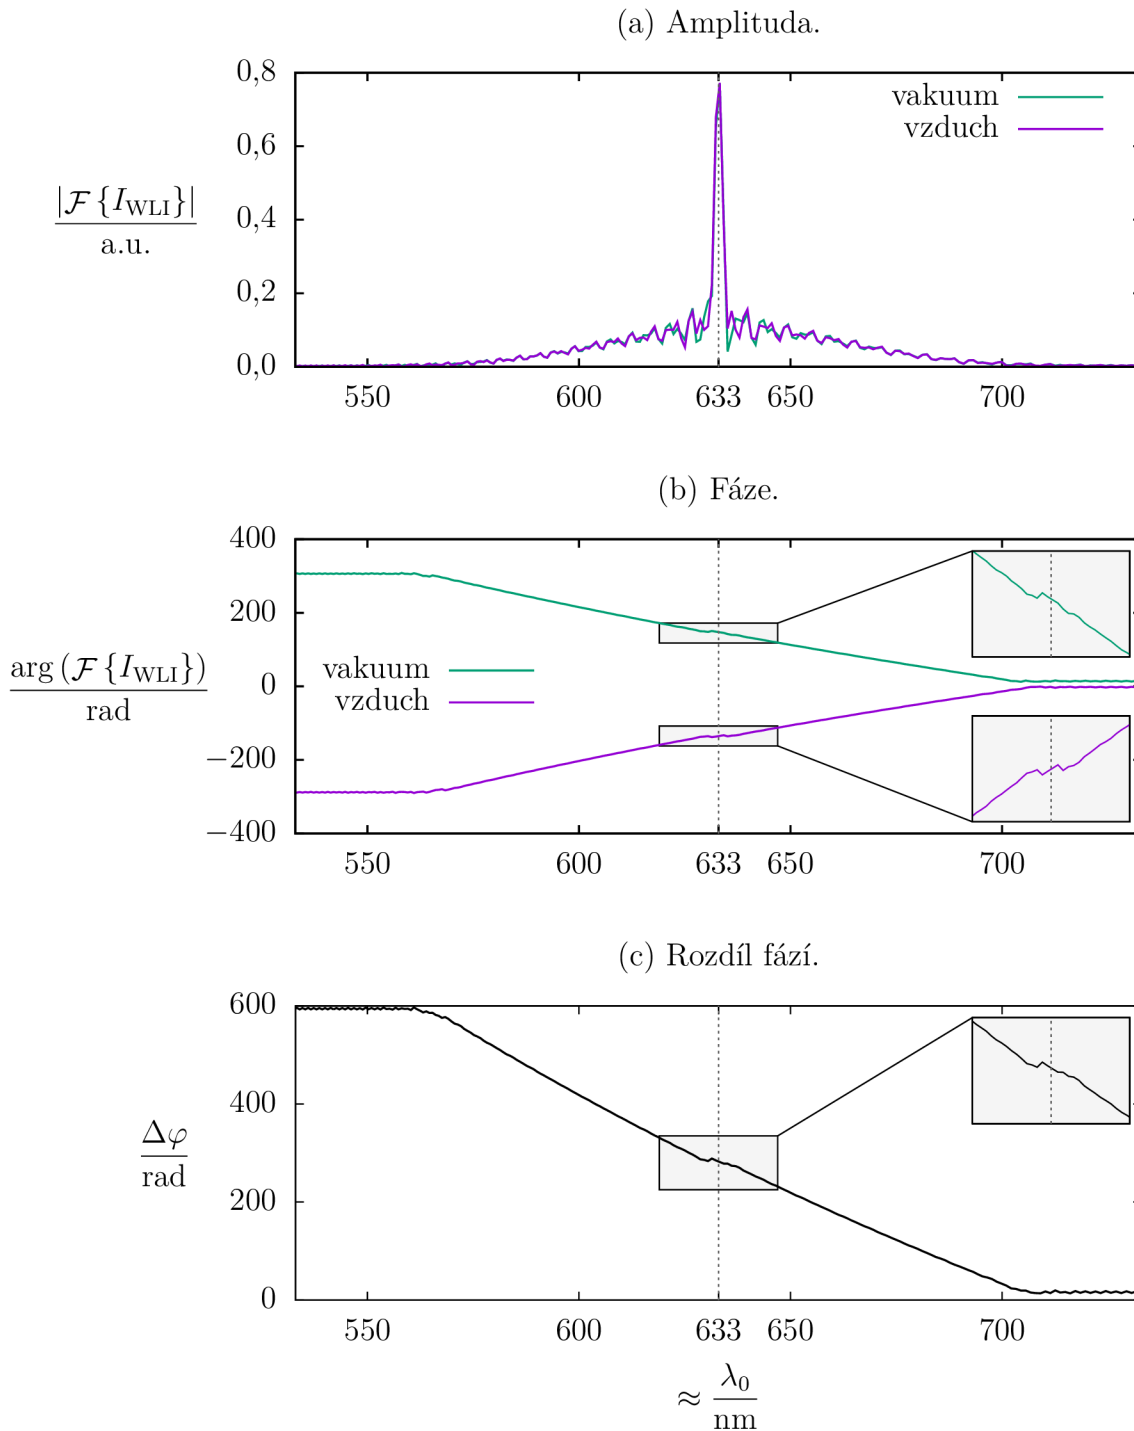 (a) Amplituda.
0,8
0,6
0,4
0,2
0,0
|ℱ{I_WLI}|
a.u.
vakuum
vzduch
550 600 633 650 700
(b) Fáze.
400
200
0
−200
−400
arg (ℱ{I_WLI})
rad
vakuum
vzduch
550 600 633 650 700
(c) Rozdíl fází.
600
400
200
0
Δφ
rad
550 600 633 650 700
≈ λ₀
nm